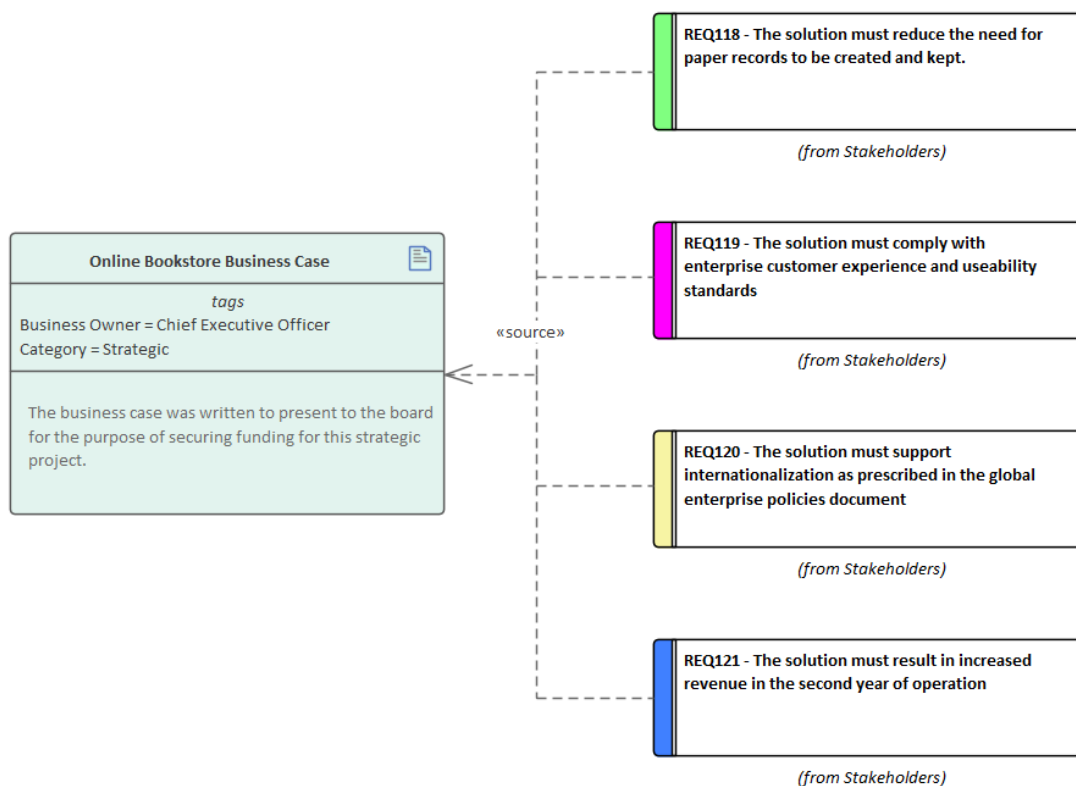 REQ118 - The solution must reduce the need for
paper records to be created and kept.
(from Stakeholders)
REQ119 - The solution must comply with
enterprise customer experience and useability
standards
(from Stakeholders)
Online Bookstore Business Case
tags
Business Owner = Chief Executive Officer
Category = Strategic
The business case was written to present to the board
for the purpose of securing funding for this strategic
project.
«source»
REQ120 - The solution must support
internationalization as prescribed in the global
enterprise policies document
(from Stakeholders)
REQ121 - The solution must result in increased
revenue in the second year of operation
(from Stakeholders)